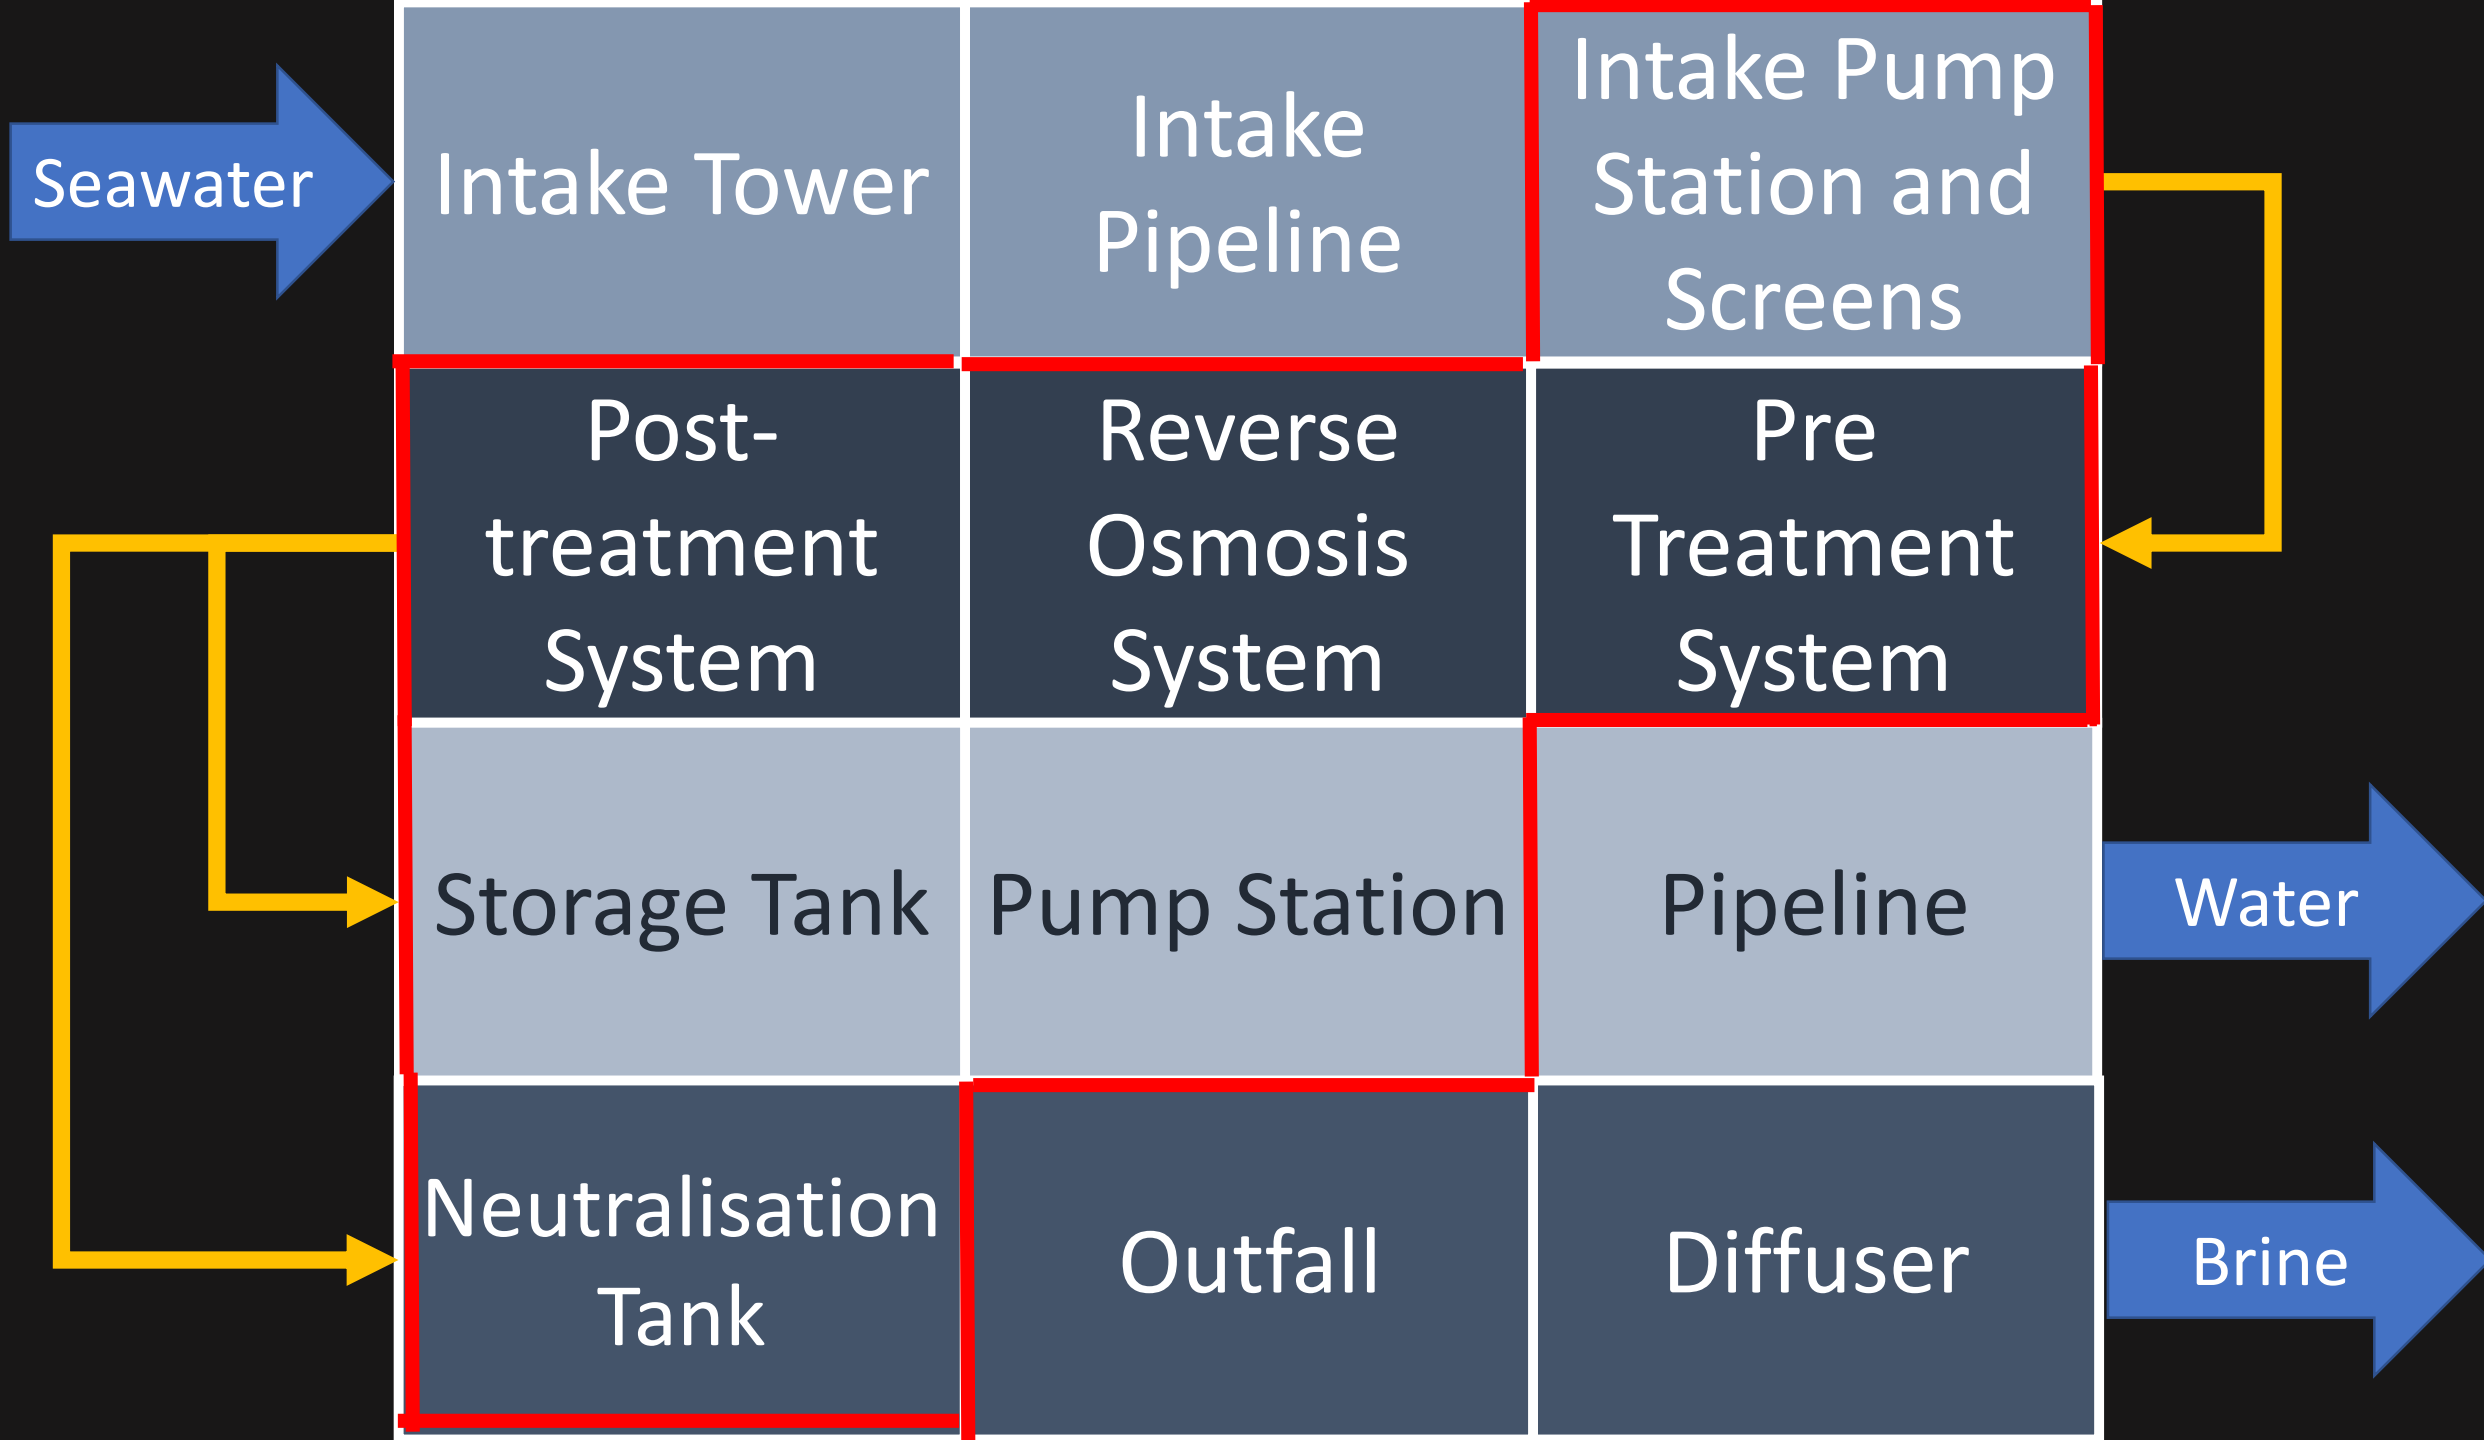 Seawater
Intake Tower
Intake
Pipeline
Intake Pump
Station and
Screens
Post-
treatment
System
Reverse
Osmosis
System
Pre
Treatment
System
Storage Tank
Pump Station
Pipeline
Water
Neutralisation
Tank
Outfall
Diffuser
Brine